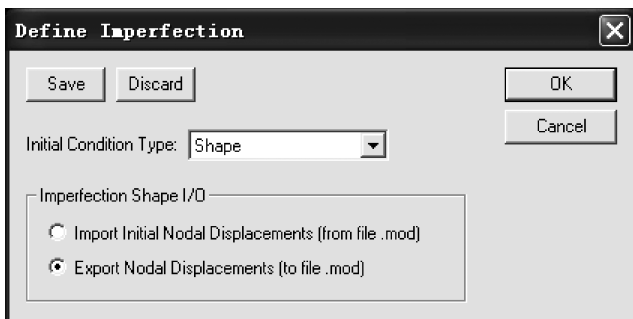 Define Imperfection
Save Discard OK
Cancel
Initial Condition Type: Shape
Imperfection Shape I/O
Import Initial Nodal Displacements (from file .mod)
Export Nodal Displacements (to file .mod)